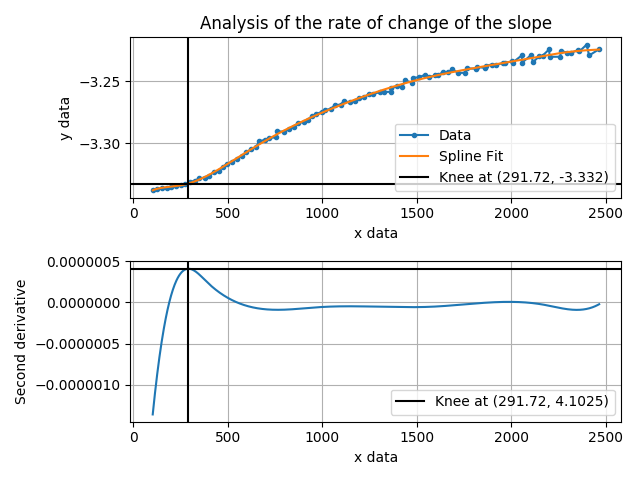 Analysis of the rate of change of the slope
−3.25
−3.30
y data
Data
Spline Fit
Knee at (291.72, -3.332)
0 500 1000 1500 2000 2500
x data
0.0000005
0.0000000
−0.0000005
−0.0000010
Second derivative
Knee at (291.72, 4.1025)
0 500 1000 1500 2000 2500
x data